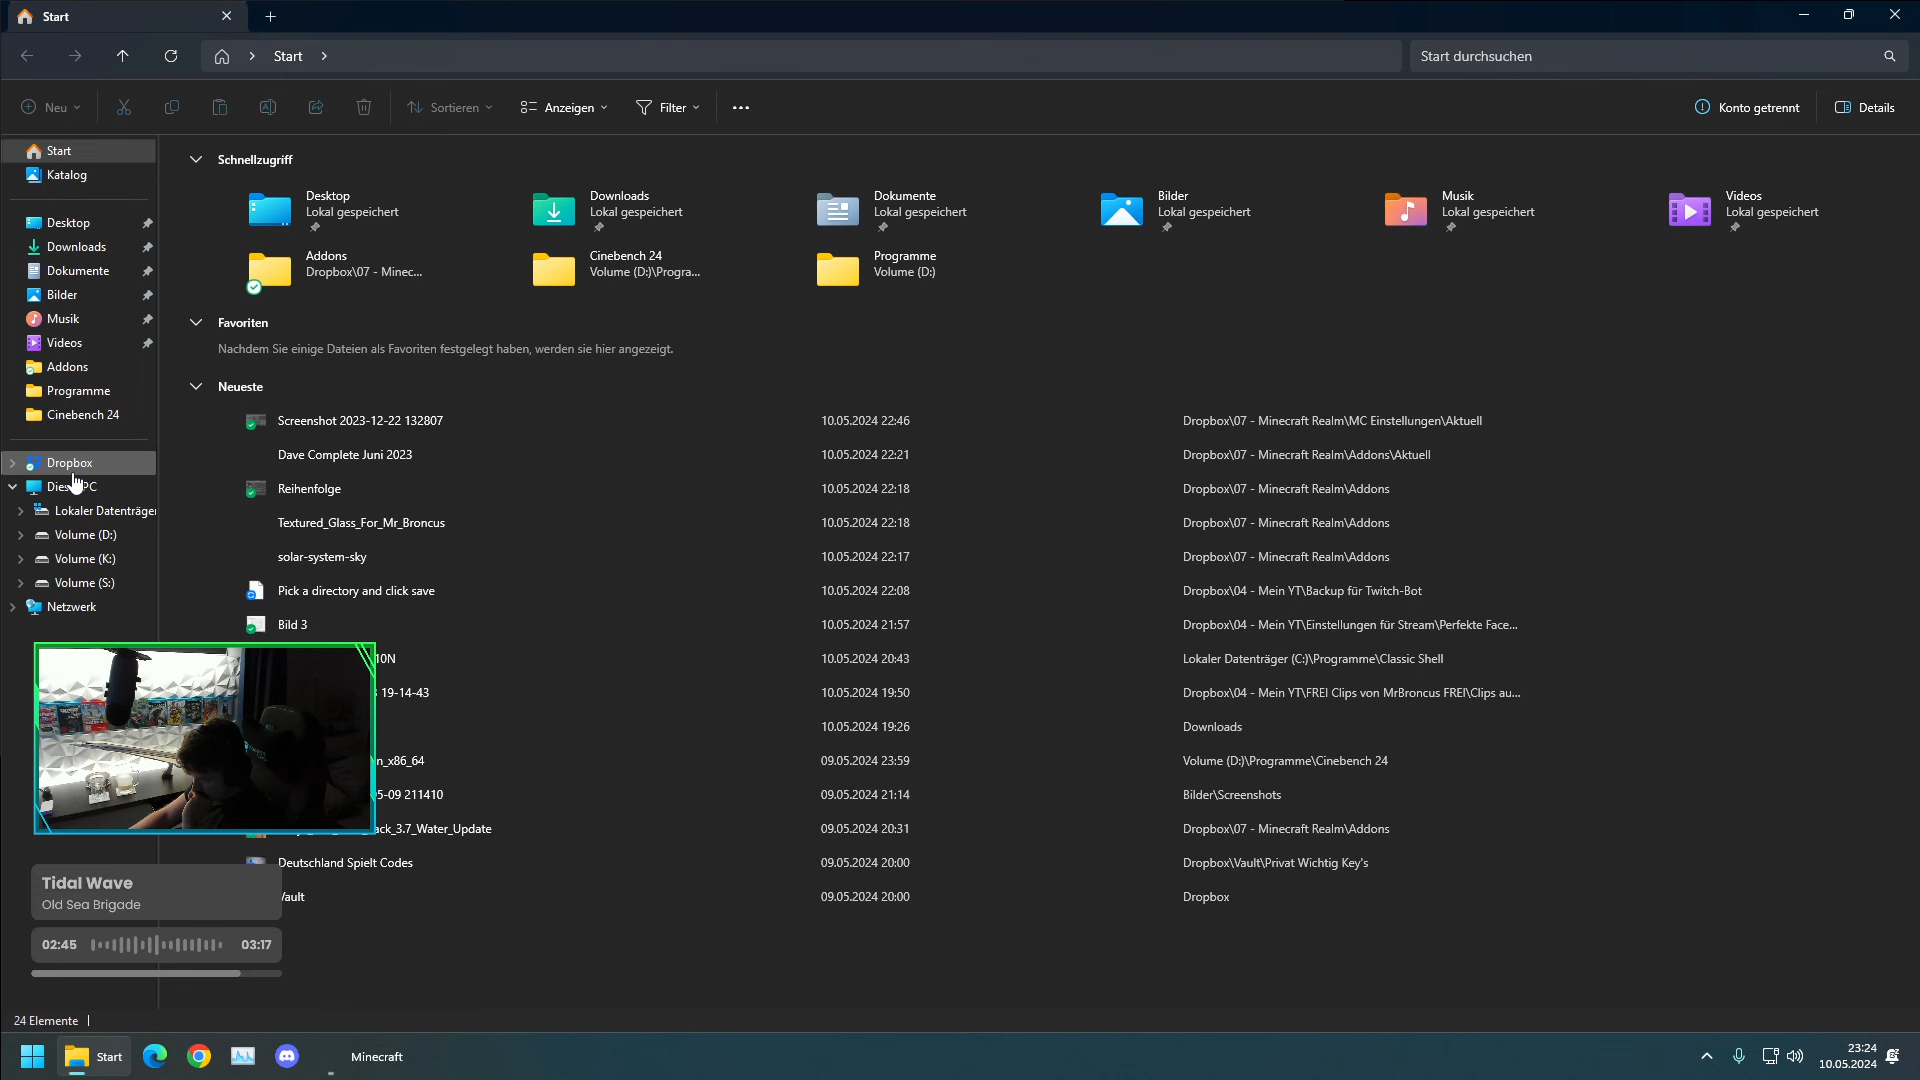 Start
Start
Start durchsuchen
Neu
Sortieren
Anzeigen
Filter
Konto getrennt
Details
Start
Katalog
Desktop
Downloads
Dokumente
Bilder
Musik
Videos
Addons
Programme
Cinebench 24
Dropbox
PC
Lokaler Datenträger
Volume (D:)
Volume (K:)
Volume (S:)
Netzwerk
Schnellzugriff
Desktop
Lokal gespeichert
Downloads
Lokal gespeichert
Dokumente
Lokal gespeichert
Bilder
Lokal gespeichert
Musik
Lokal gespeichert
Videos
Lokal gespeichert
Addons
Dropbox\07 - Minec...
Cinebench 24
Volume (D:)\Progra...
Programme
Volume (D:)
Favoriten
Nachdem Sie einige Dateien als Favoriten festgelegt haben, werden sie hier angezeigt.
Neueste
Screenshot 2023-12-22 132807 10.05.2024 22:46 Dropbox\07 - Minecraft Realm\MC Einstellungen\Aktuell
Dave Complete Juni 2023 10.05.2024 22:21 Dropbox\07 - Minecraft Realm\Addons\Aktuell
Reihenfolge 10.05.2024 22:18 Dropbox\07 - Minecraft Realm\Addons
Textured_Glass_For_Mr_Broncus 10.05.2024 22:18 Dropbox\07 - Minecraft Realm\Addons
solar-system-sky 10.05.2024 22:17 Dropbox\07 - Minecraft Realm\Addons
Pick a directory and click save 10.05.2024 22:08 Dropbox\04 - Mein YT\Backup für Twitch-Bot
Bild 3 10.05.2024 21:57 Dropbox\04 - Mein YT\Einstellungen für Stream\Perfekte Face...
10N 10.05.2024 20:43 Lokaler Datenträger (C:)\Programme\Classic Shell
19-14-43 10.05.2024 19:50 Dropbox\04 - Mein YT\FREI Clips von MrBroncus FREI\Clips au...
10.05.2024 19:26 Downloads
n_x86_64 09.05.2024 23:59 Volume (D:)\Programme\Cinebench 24
5-09 211410 09.05.2024 21:14 Bilder\Screenshots
ack_3.7_Water_Update 09.05.2024 20:31 Dropbox\07 - Minecraft Realm\Addons
Deutschland Spielt Codes 09.05.2024 20:00 Dropbox\Vault\Privat Wichtig Key's
Vault 09.05.2024 20:00 Dropbox
Tidal Wave
Old Sea Brigade
02:45 03:17
24 Elemente
Start
Minecraft
23:24
10.05.2024